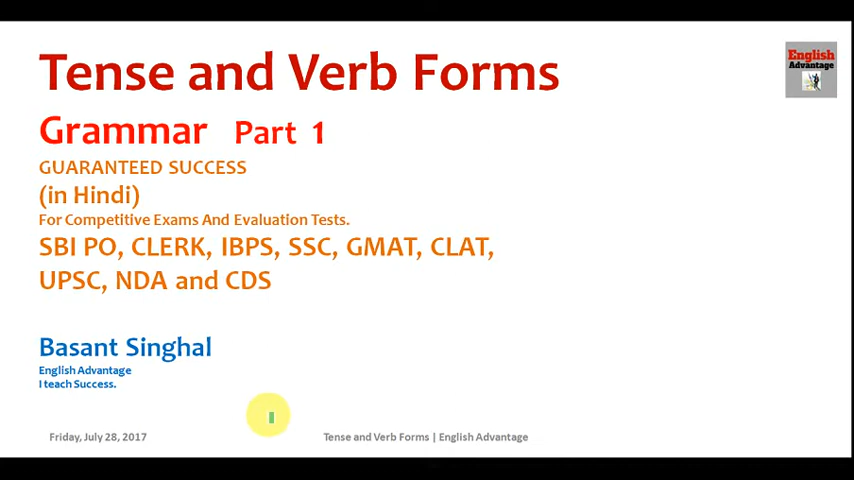 Tense and Verb Forms
English
Advantage
Grammar Part 1
GUARANTEED SUCCESS
(in Hindi)
For Competitive Exams And Evaluation Tests.
SBI PO, CLERK, IBPS, SSC, GMAT, CLAT,
UPSC, NDA and CDS
Basant Singhal
English Advantage
I teach Success.
Friday, July 28, 2017
Tense and Verb Forms | English Advantage